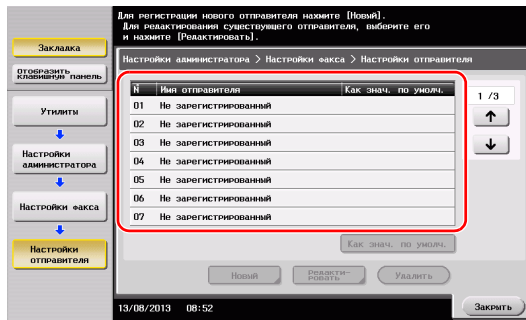 Для регистрации нового отправителя нажмите [Новый].
Для редактирования существующего отправителя, выберите его
и нажмите [Редактировать].
Закладка
Отобразить
клавишную панель
Утилиты
Настройки
администратора
Настройки факса
Настройки
отправителя
Настройки администратора > Настройки факса > Настройки отправителя
N Имя отправителя Как знач. по умолч.
01 Не зарегистрированный
02 Не зарегистрированный
03 Не зарегистрированный
04 Не зарегистрированный
05 Не зарегистрированный
06 Не зарегистрированный
07 Не зарегистрированный
1 /3
↑
↓
Как знач. по умолч.
Новый
Редакти-
ровать
Удалить
13/08/2013 08:52
Закрыть